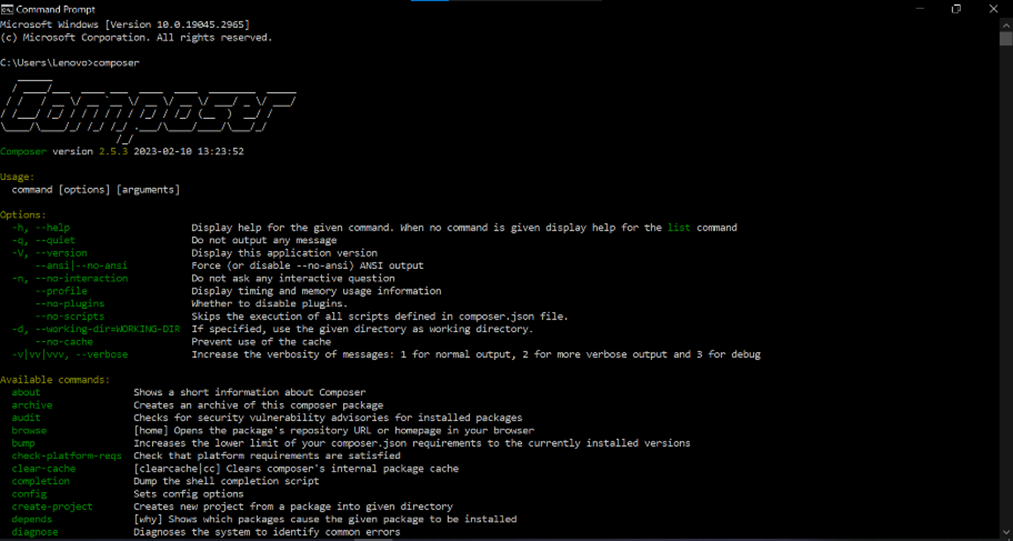 Command Prompt
Microsoft Windows [Version 10.0.19045.2965]
(c) Microsoft Corporation. All rights reserved.
C:\Users\Lenovo>composer
Composer
Composer version 2.5.3 2023-02-10 13:23:52
Usage:
command [options] [arguments]
Options:
-h, --help Display help for the given command. When no command is given display help for the list command
-q, --quiet Do not output any message
-V, --version Display this application version
--ansi|--no-ansi Force (or disable --no-ansi) ANSI output
-n, --no-interaction Do not ask any interactive question
--profile Display timing and memory usage information
--no-plugins Whether to disable plugins.
--no-scripts Skips the execution of all scripts defined in composer.json file.
-d, --working-dir=WORKING-DIR If specified, use the given directory as working directory.
--no-cache Prevent use of the cache
-v|vv|vvv, --verbose Increase the verbosity of messages: 1 for normal output, 2 for more verbose output and 3 for debug
Available commands:
about Shows a short information about Composer
archive Creates an archive of this composer package
audit Checks for security vulnerability advisories for installed packages
browse [home] Opens the package's repository URL or homepage in your browser
bump Increases the lower limit of your composer.json requirements to the currently installed versions
check-platform-reqs Check that platform requirements are satisfied
clear-cache [clearcache|cc] Clears composer's internal package cache
completion Dump the shell completion script
config Sets config options
create-project Creates new project from a package into given directory
depends [why] Shows which packages cause the given package to be installed
diagnose Diagnoses the system to identify common errors